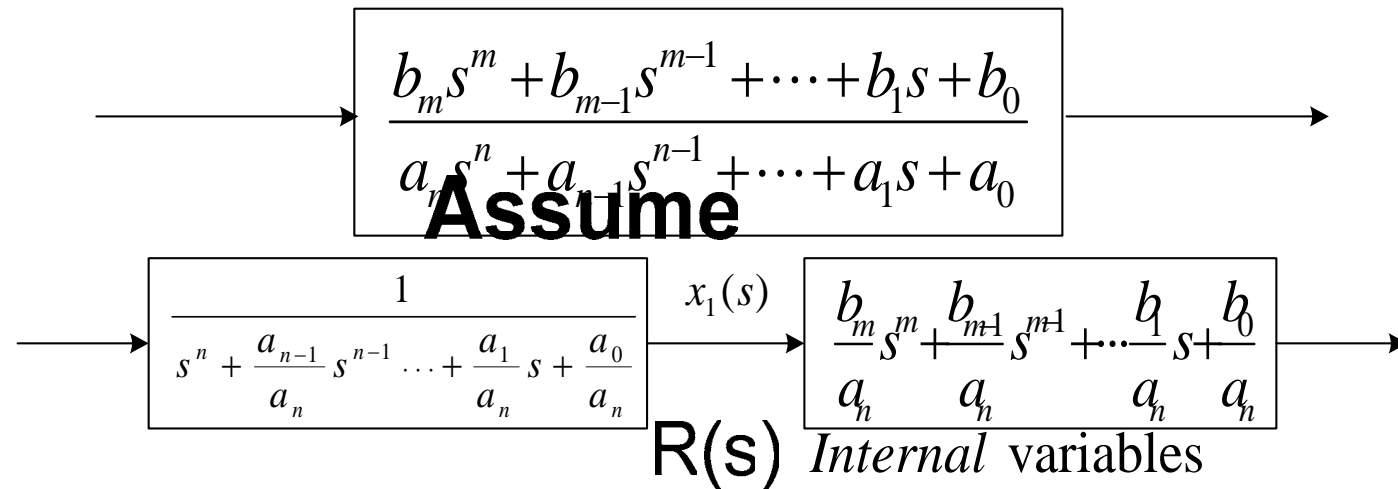 b_m s^m + b_{m-1} s^{m-1} + ⋯ + b_1 s + b_0
a_n s^n + a_{n-1} s^{n-1} + ⋯ + a_1 s + a_0
Assume
1
s^n + a_{n-1}/a_n s^{n-1} ⋯ + a_1/a_n s + a_0/a_n
x_1(s)
b_m/a_n s^m + b_{m-1}/a_n s^{m-1} + ⋯ b_1/a_n s + b_0/a_n
R(s) Internal variables